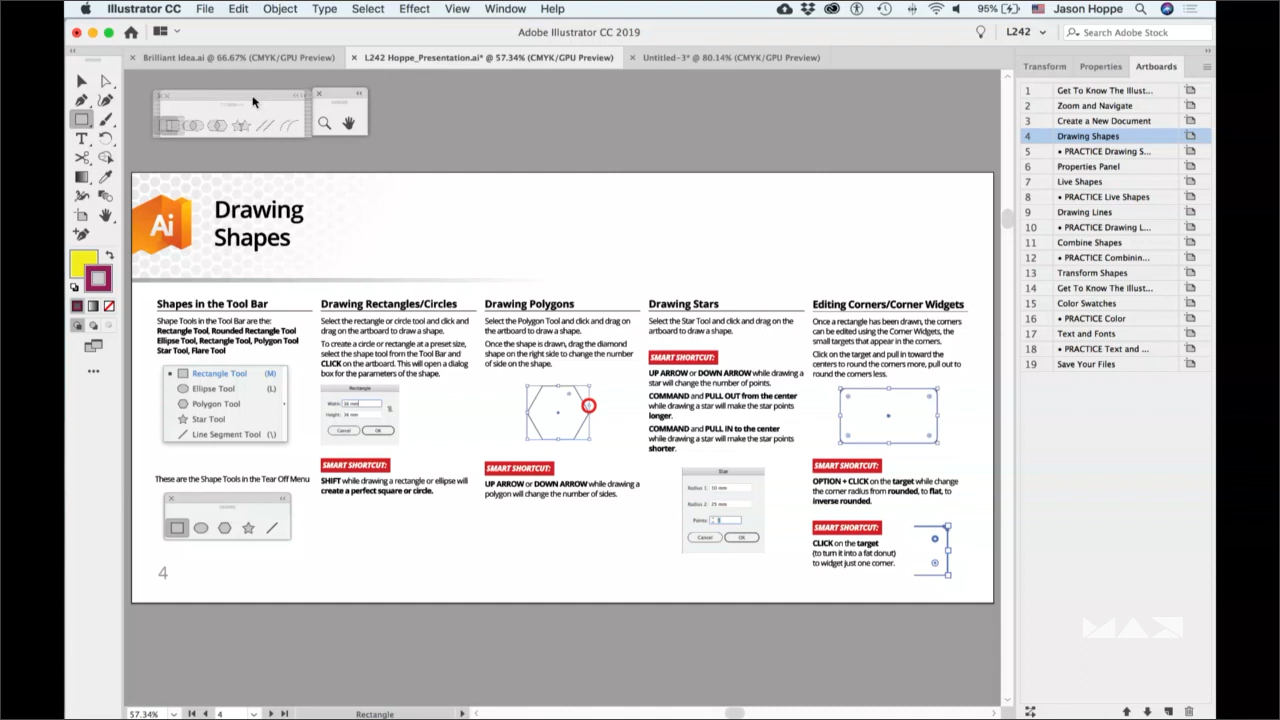 Illustrator CC File Edit Object Type Select Effect View Window Help 95% Jason Hoppe
Adobe Illustrator CC 2019 L242 Search Adobe Stock
Brilliant Idea.ai @ 66.67% (CMYK/GPU Preview) L242 Hoppe_Presentation.ai* @ 57.34% (CMYK/GPU Preview) Untitled-3* @ 80.14% (CMYK/GPU Preview)
Transform Properties Artboards
1 Get To Know The Illust...
2 Zoom and Navigate
3 Create a New Document
4 Drawing Shapes
5 • PRACTICE Drawing S...
6 Properties Panel
7 Live Shapes
8 • PRACTICE Live Shapes
9 Drawing Lines
10 • PRACTICE Drawing L...
11 Combine Shapes
12 • PRACTICE Combinin...
13 Transform Shapes
14 Get To Know The Illust...
15 Color Swatches
16 • PRACTICE Color
17 Text and Fonts
18 • PRACTICE Text and ...
19 Save Your Files
Ai
Drawing
Shapes
Shapes in the Tool Bar
Shape Tools in the Tool Bar are the:
Rectangle Tool, Rounded Rectangle Tool
Ellipse Tool, Rectangle Tool, Polygon Tool
Star Tool, Flare Tool
Rectangle Tool (M)
Ellipse Tool (L)
Polygon Tool
Star Tool
Line Segment Tool (\)
These are the Shape Tools in the Tear Off Menu
4
Drawing Rectangles/Circles
Select the rectangle or circle tool and click and
drag on the artboard to draw a shape.
To create a circle or rectangle at a preset size,
select the shape tool from the Tool Bar and
CLICK on the artboard. This will open a dialog
box for the parameters of the shape.
Rectangle
Width: 36 mm
Height: 36 mm
Cancel OK
SMART SHORTCUT:
SHIFT while drawing a rectangle or ellipse will
create a perfect square or circle.
Drawing Polygons
Select the Polygon Tool and click and drag on
the artboard to draw a shape.
Once the shape is drawn, drag the diamond
shape on the right side to change the number
of side on the shape.
SMART SHORTCUT:
UP ARROW or DOWN ARROW while drawing a
polygon will change the number of sides.
Drawing Stars
Select the Star Tool and click and drag on the
artboard to draw a shape.
SMART SHORTCUT:
UP ARROW or DOWN ARROW while drawing a
star will change the number of points.
COMMAND and PULL OUT from the center
while drawing a star will make the star points
longer.
COMMAND and PULL IN to the center
while drawing a star will make the star points
shorter.
Star
Radius 1: 10 mm
Radius 2: 25 mm
Points:
Cancel OK
Editing Corners/Corner Widgets
Once a rectangle has been drawn, the corners
can be edited using the Corner Widgets, the
small targets that appear in the corners.
Click on the target and pull in toward the
centers to round the corners more, pull out to
round the corners less.
SMART SHORTCUT:
OPTION + CLICK on the target while change
the corner radius from rounded, to flat, to
inverse rounded.
SMART SHORTCUT:
CLICK on the target
(to turn it into a fat donut)
to widget just one corner.
MAX
57.34% 4 Rectangle